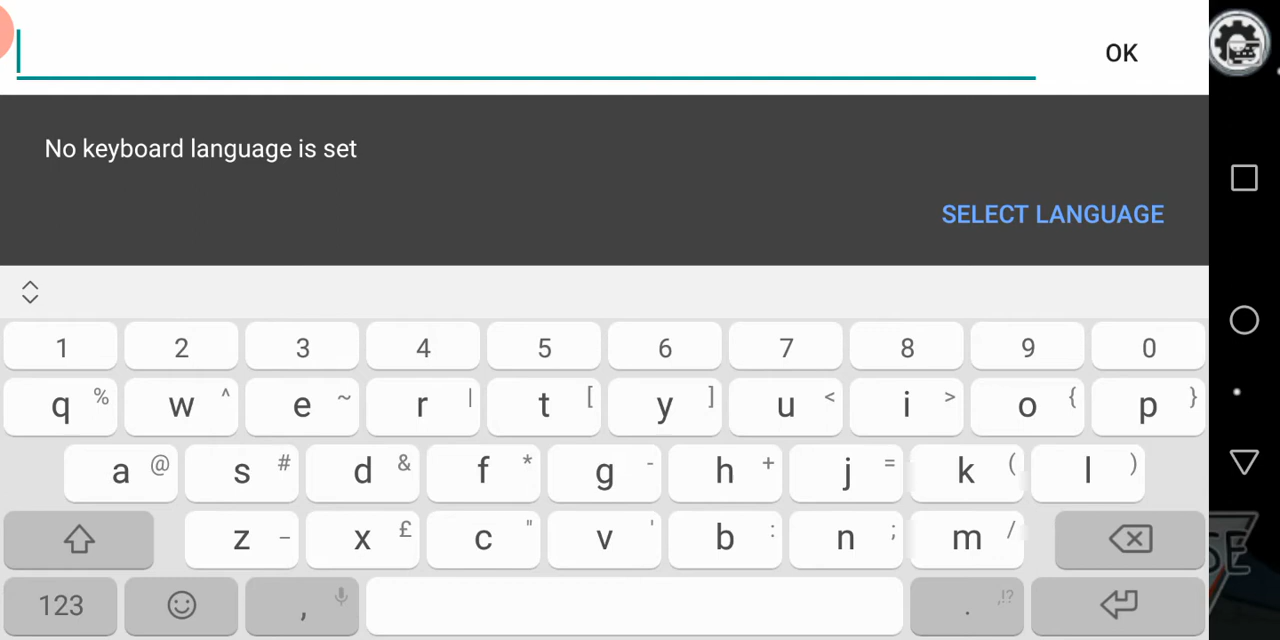 OK
No keyboard language is set
SELECT LANGUAGE
1 2 3 4 5 6 7 8 9 0
q % w ^ e ~ r | t [ y ] u < i > o { p }
a @ s # d & f * g - h + j = k ( l )
z _ x £ c " v ' b : n ; m /
123 , . ,!?
SE